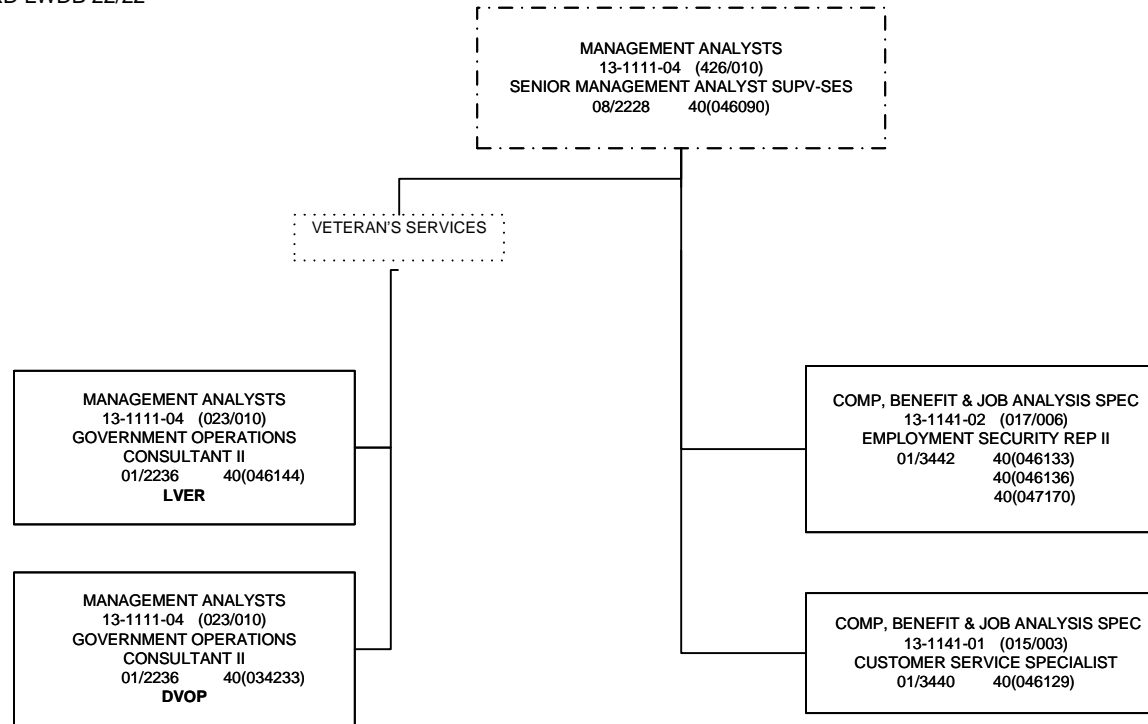 LWDB 22/22
MANAGEMENT ANALYSTS
13-1111-04 (426/010)
SENIOR MANAGEMENT ANALYST SUPV-SES
08/2228 40(046090)
VETERAN'S SERVICES
MANAGEMENT ANALYSTS
13-1111-04 (023/010)
GOVERNMENT OPERATIONS
CONSULTANT II
01/2236 40(046144)
LVER
MANAGEMENT ANALYSTS
13-1111-04 (023/010)
GOVERNMENT OPERATIONS
CONSULTANT II
01/2236 40(034233)
DVOP
COMP, BENEFIT & JOB ANALYSIS SPEC
13-1141-02 (017/006)
EMPLOYMENT SECURITY REP II
01/3442 40(046133)
40(046136)
40(047170)
COMP, BENEFIT & JOB ANALYSIS SPEC
13-1141-01 (015/003)
CUSTOMER SERVICE SPECIALIST
01/3440 40(046129)